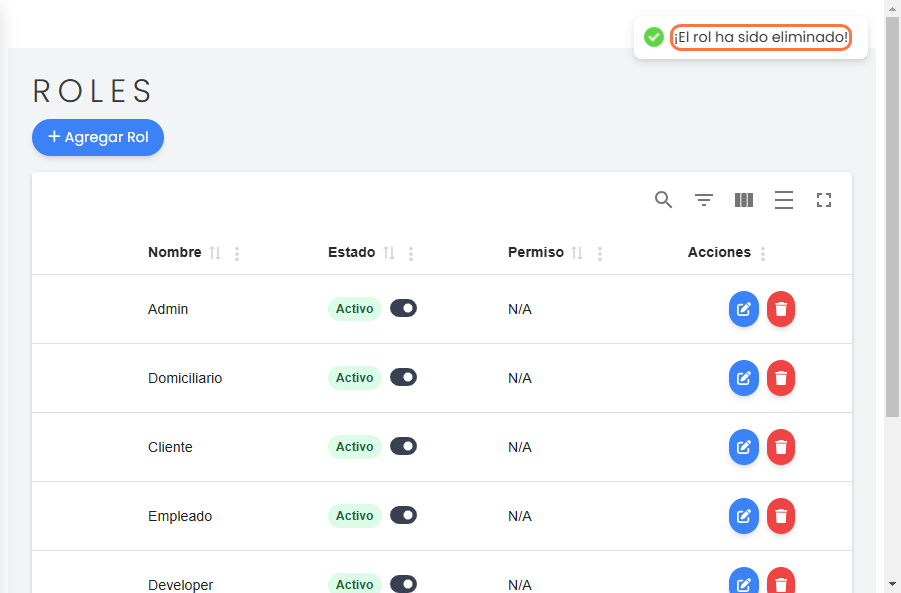 ¡El rol ha sido eliminado!
ROLES
+ Agregar Rol
Nombre Estado Permiso Acciones
Admin Activo N/A
Domiciliario Activo N/A
Cliente Activo N/A
Empleado Activo N/A
Developer Activo N/A